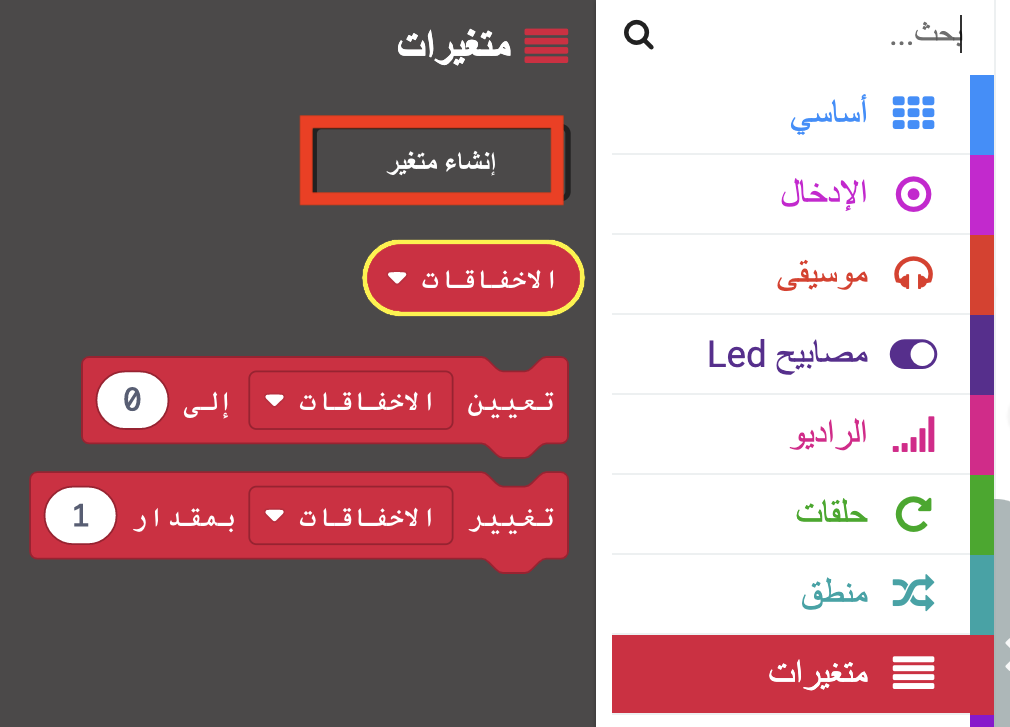 بحث...
أساسي
الإدخال
موسيقى
مصابيح Led
الراديو
حلقات
منطق
متغيرات
متغيرات
إنشاء متغير
الاخفاقات
تعيين الاخفاقات إلى 0
تغيير الاخفاقات بمقدار 1